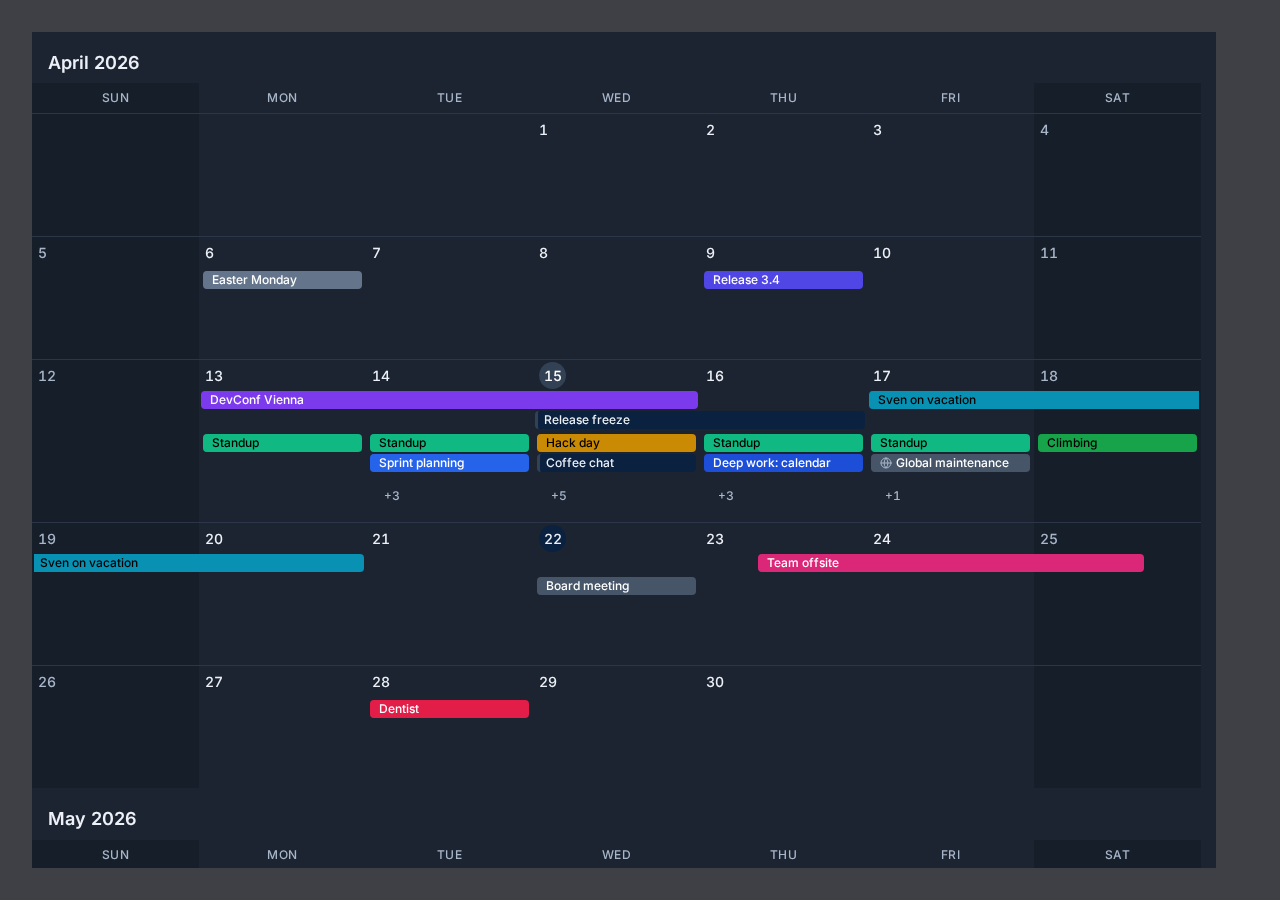 April 2026
SUN MON TUE WED THU FRI SAT
1 2 3 4
5 6 7 8 9 10 11
Easter Monday Release 3.4
12 13 14 15 16 17 18
DevConf Vienna Sven on vacation
Release freeze
Standup Standup Hack day Standup Standup Climbing
Sprint planning Coffee chat Deep work: calendar Global maintenance
+3 +5 +3 +1
19 20 21 22 23 24 25
Sven on vacation Team offsite
Board meeting
26 27 28 29 30
Dentist
May 2026
SUN MON TUE WED THU FRI SAT